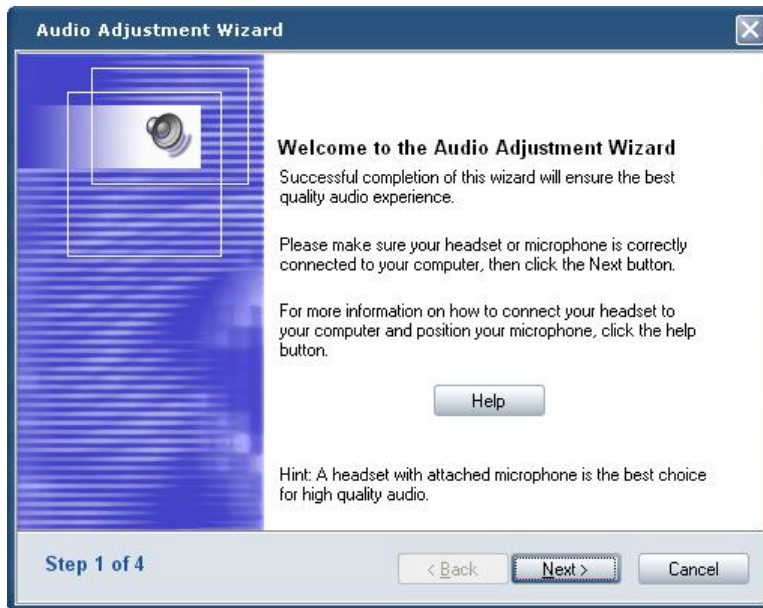 Audio Adjustment Wizard
Welcome to the Audio Adjustment Wizard
Successful completion of this wizard will ensure the best
quality audio experience.
Please make sure your headset or microphone is correctly
connected to your computer, then click the Next button.
For more information on how to connect your headset to
your computer and position your microphone, click the help
button.
Help
Hint: A headset with attached microphone is the best choice
for high quality audio.
Step 1 of 4
< Back Next > Cancel